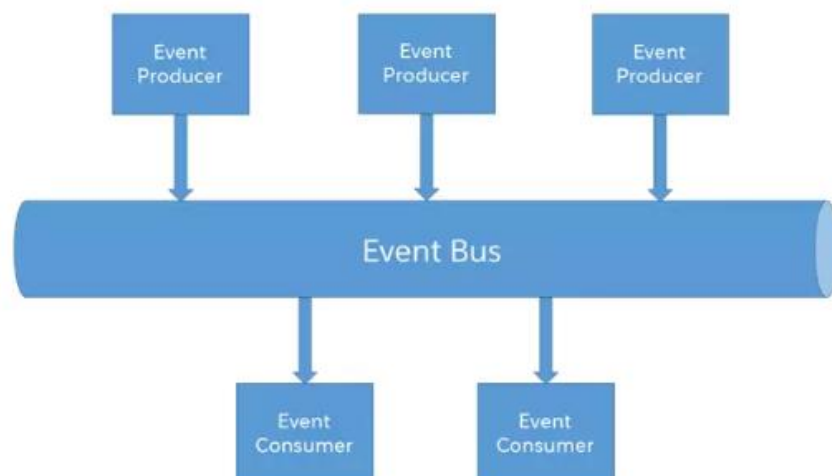 Event
Producer
Event
Producer
Event
Producer
Event Bus
Event
Consumer
Event
Consumer